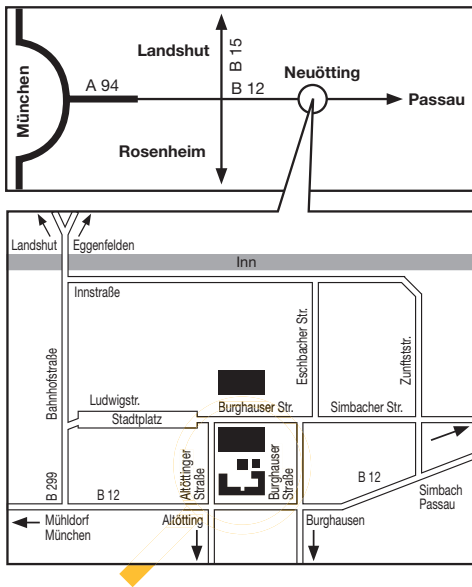 Landshut
B 15
Neuötting
München
A 94
B 12
Passau
Rosenheim
Landshut
Eggenfelden
Inn
Innstraße
Bahnhofstraße
Eschbacher Str.
Zunftstr.
Ludwigstr.
Burghauser Str.
Simbacher Str.
Stadtplatz
B 299
B 12
Altöttinger
Straße
Burghauser
Straße
B 12
Simbach
Passau
Mühldorf
München
Altötting
Burghausen